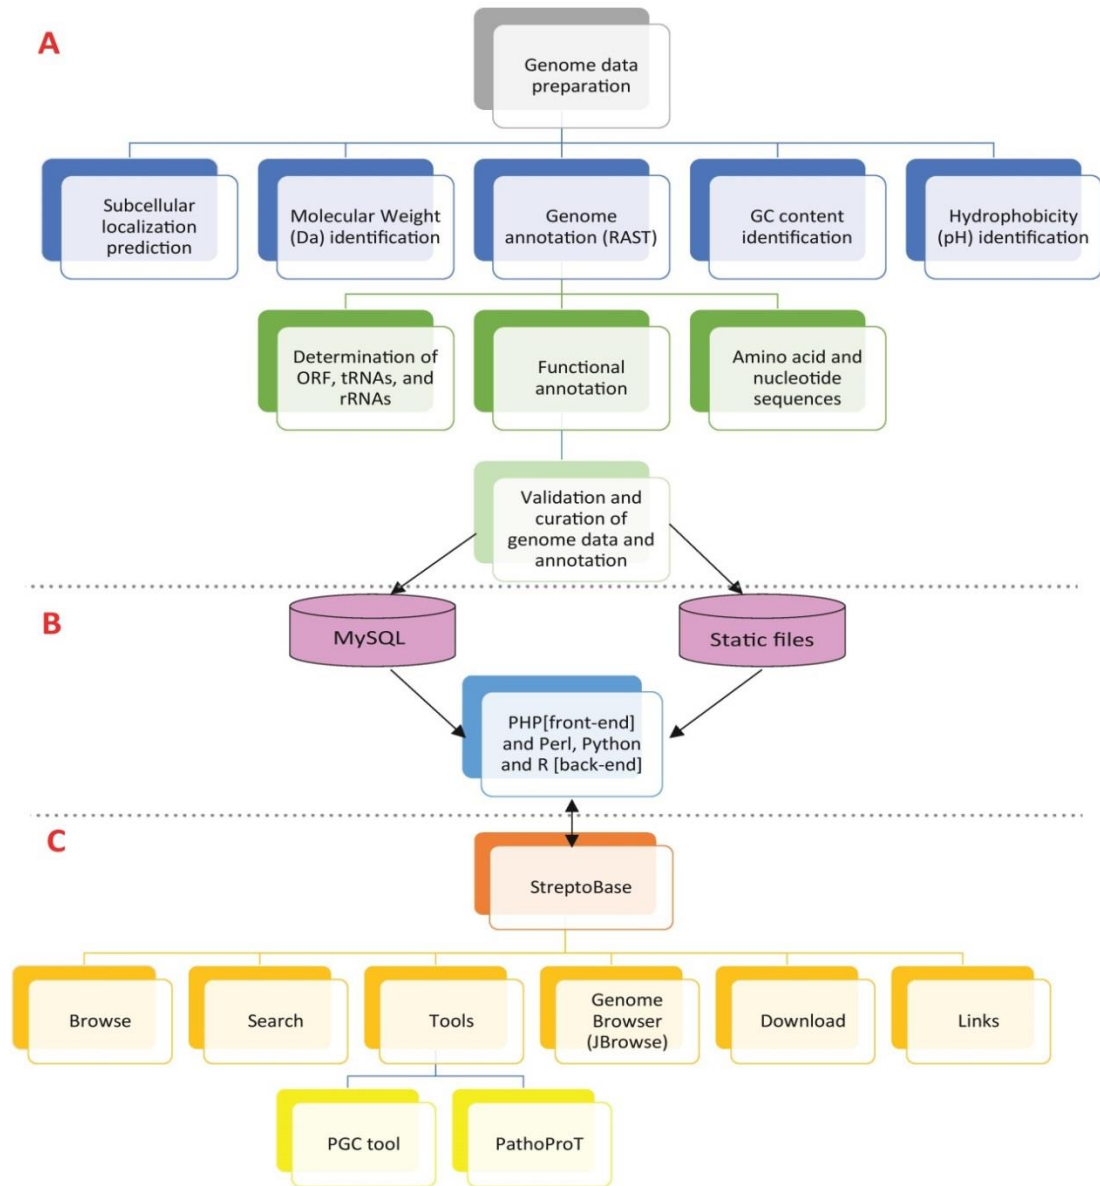 A
Genome data
preparation
Subcellular
localization
prediction
Molecular Weight
(Da) identification
Genome
annotation (RAST)
GC content
identification
Hydrophobicity
(pH) identification
Determination of
ORF, tRNAs, and
rRNAs
Functional
annotation
Amino acid and
nucleotide
sequences
Validation and
curation of
genome data and
annotation
B
MySQL
Static files
PHP[front-end]
and Perl, Python
and R [back-end]
C
StreptoBase
Browse
Search
Tools
Genome
Browser
(JBrowse)
Download
Links
PGC tool
PathoProT